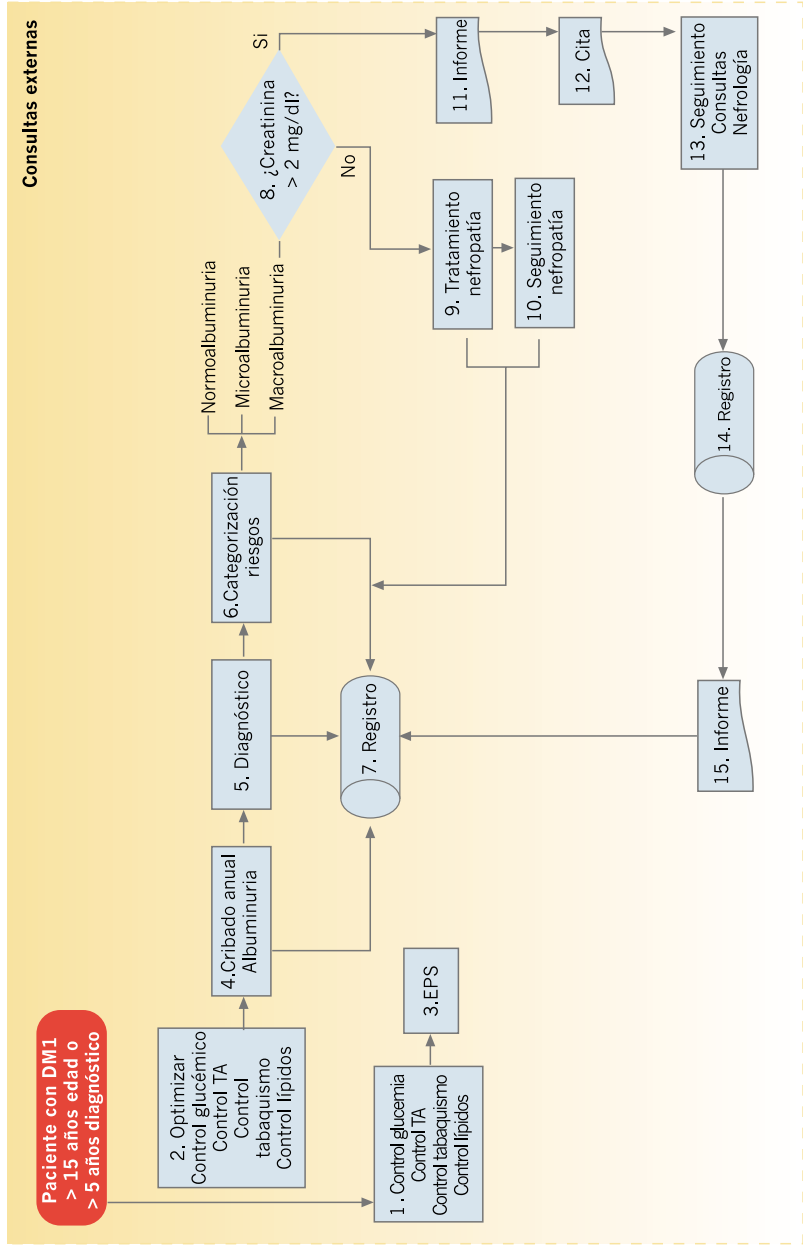 Consultas externas
Paciente con DM1
> 15 años edad o
> 5 años diagnóstico
1. Control glucemia
Control TA
Control tabaquismo
Control lípidos
2. Optimizar
Control glucémico
Control TA
Control
tabaquismo
Control lípidos
3.EPS
4.Cribado anual
Albuminuria
5. Diagnóstico
6.Categorización
riesgos
7. Registro
Normoalbuminuria
Microalbuminuria
Macroalbuminuria
8. ¿Creatinina
> 2 mg/dl?
Si
No
9. Tratamiento
nefropatía
10. Seguimiento
nefropatía
11. Informe
12. Cita
13. Seguimiento
Consultas
Nefrología
14. Registro
15. Informe